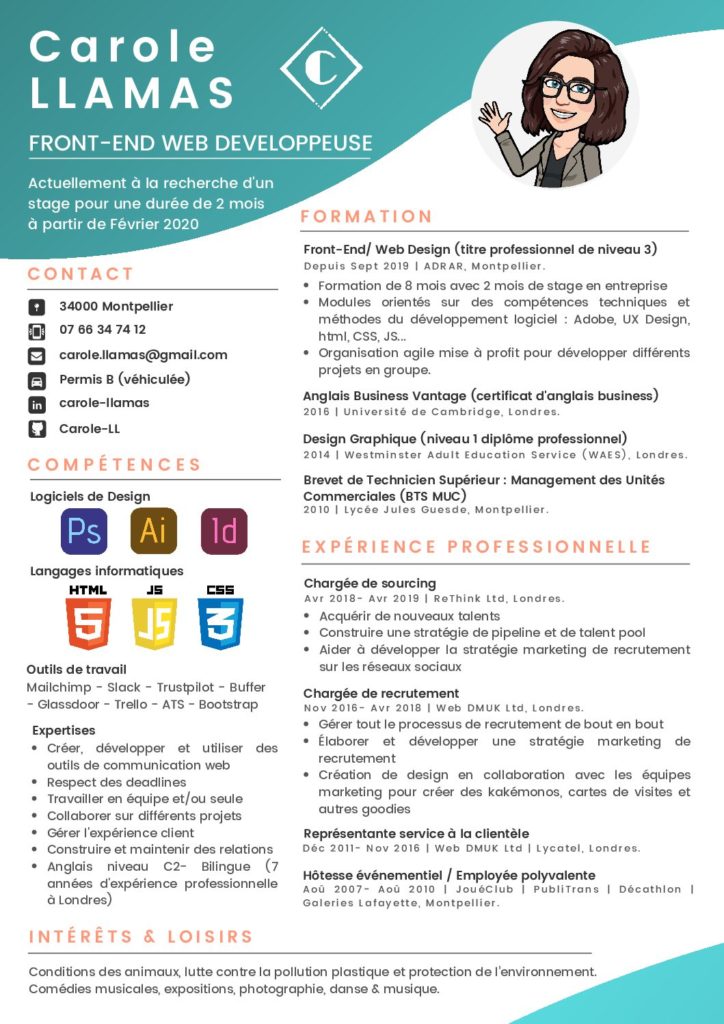 Carole
LLAMAS
C
FRONT-END WEB DEVELOPPEUSE
Actuellement à la recherche d'un
stage pour une durée de 2 mois
à partir de Février 2020
CONTACT
34000 Montpellier
07 66 34 74 12
carole.llamas@gmail.com
Permis B (véhiculée)
in
carole-llamas
Carole-LL
COMPÉTENCES
Logiciels de Design
Ps Ai Id
Langages informatiques
HTML JS CSS
5 JS 3
Outils de travail
Mailchimp - Slack - Trustpilot - Buffer
- Glassdoor - Trello - ATS - Bootstrap
Expertises
• Créer, développer et utiliser des
outils de communication web
• Respect des deadlines
• Travailler en équipe et/ou seule
• Collaborer sur différents projets
• Gérer l'expérience client
• Construire et maintenir des relations
• Anglais niveau C2- Bilingue (7
années d'expérience professionnelle
à Londres)
FORMATION
Front-End/ Web Design (titre professionnel de niveau 3)
Depuis Sept 2019 | ADRAR, Montpellier.
• Formation de 8 mois avec 2 mois de stage en entreprise
• Modules orientés sur des compétences techniques et
méthodes du développement logiciel : Adobe, UX Design,
html, CSS, JS...
• Organisation agile mise à profit pour développer différents
projets en groupe.
Anglais Business Vantage (certificat d'anglais business)
2016 | Université de Cambridge, Londres.
Design Graphique (niveau 1 diplôme professionnel)
2014 | Westminster Adult Education Service (WAES), Londres.
Brevet de Technicien Supérieur : Management des Unités
Commerciales (BTS MUC)
2010 | Lycée Jules Guesde, Montpellier.
EXPÉRIENCE PROFESSIONNELLE
Chargée de sourcing
Avr 2018- Avr 2019 | ReThink Ltd, Londres.
• Acquérir de nouveaux talents
• Construire une stratégie de pipeline et de talent pool
• Aider à développer la stratégie marketing de recrutement
sur les réseaux sociaux
Chargée de recrutement
Nov 2016- Avr 2018 | Web DMUK Ltd, Londres.
• Gérer tout le processus de recrutement de bout en bout
• Élaborer et développer une stratégie marketing de
recrutement
• Création de design en collaboration avec les équipes
marketing pour créer des kakémonos, cartes de visites et
autres goodies
Représentante service à la clientèle
Déc 2011- Nov 2016 | Web DMUK Ltd | Lycatel, Londres.
Hôtesse événementiel / Employée polyvalente
Aoû 2007- Aoû 2010 | JouéClub | PubliTrans | Décathlon |
Galeries Lafayette, Montpellier.
INTÉRÊTS & LOISIRS
Conditions des animaux, lutte contre la pollution plastique et protection de l'environnement.
Comédies musicales, expositions, photographie, danse & musique.